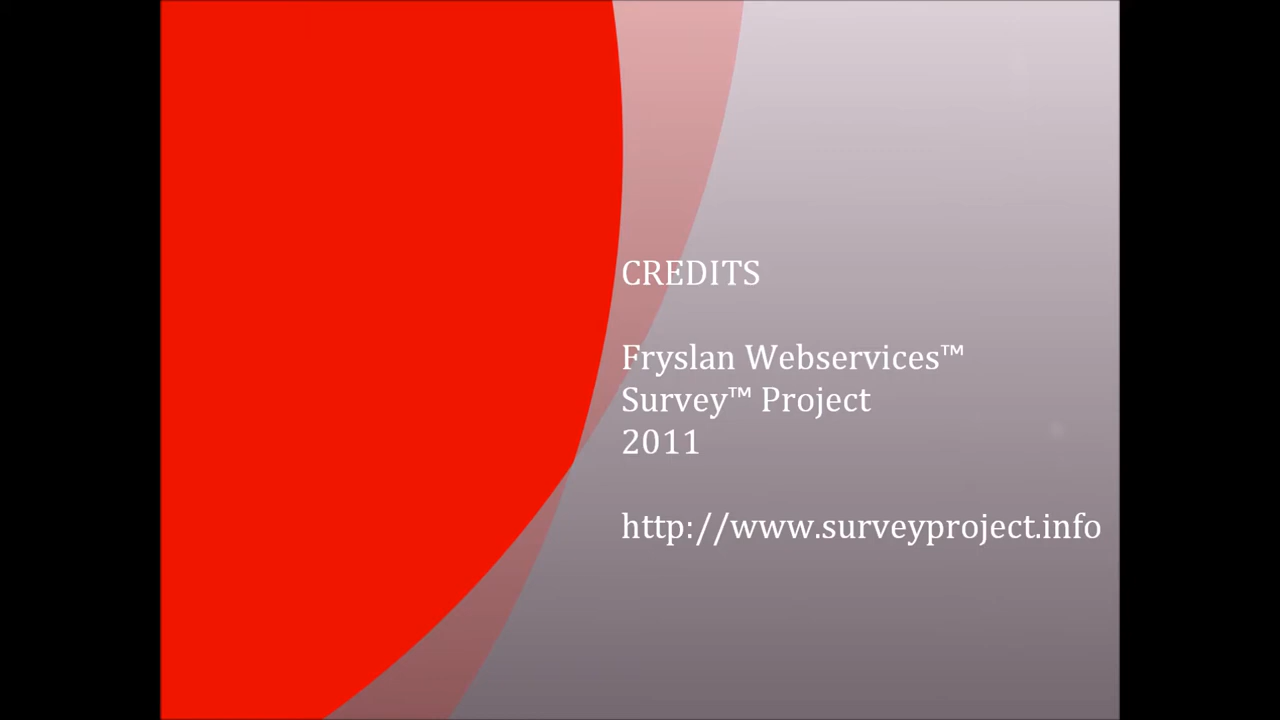 CREDITS
Fryslan Webservices™
Survey™ Project
2011
http://www.surveyproject.info